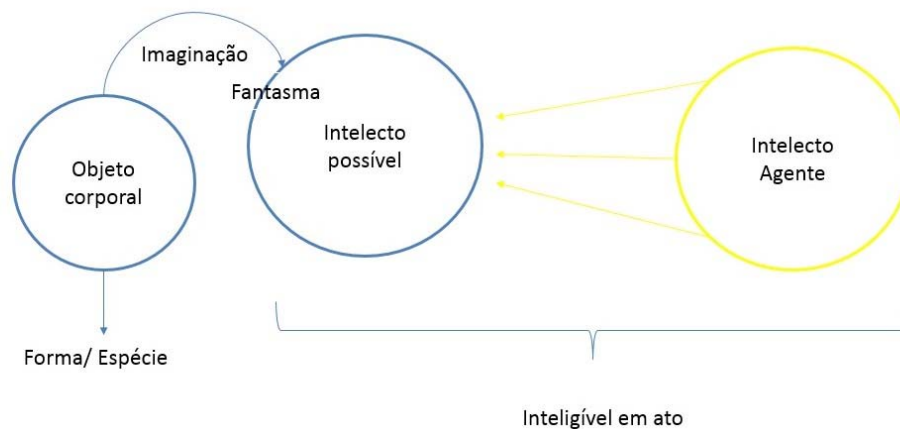 Imaginação
Fantasma
Objeto
corporal
Intelecto
possível
Intelecto
Agente
Forma/ Espécie
Inteligível em ato